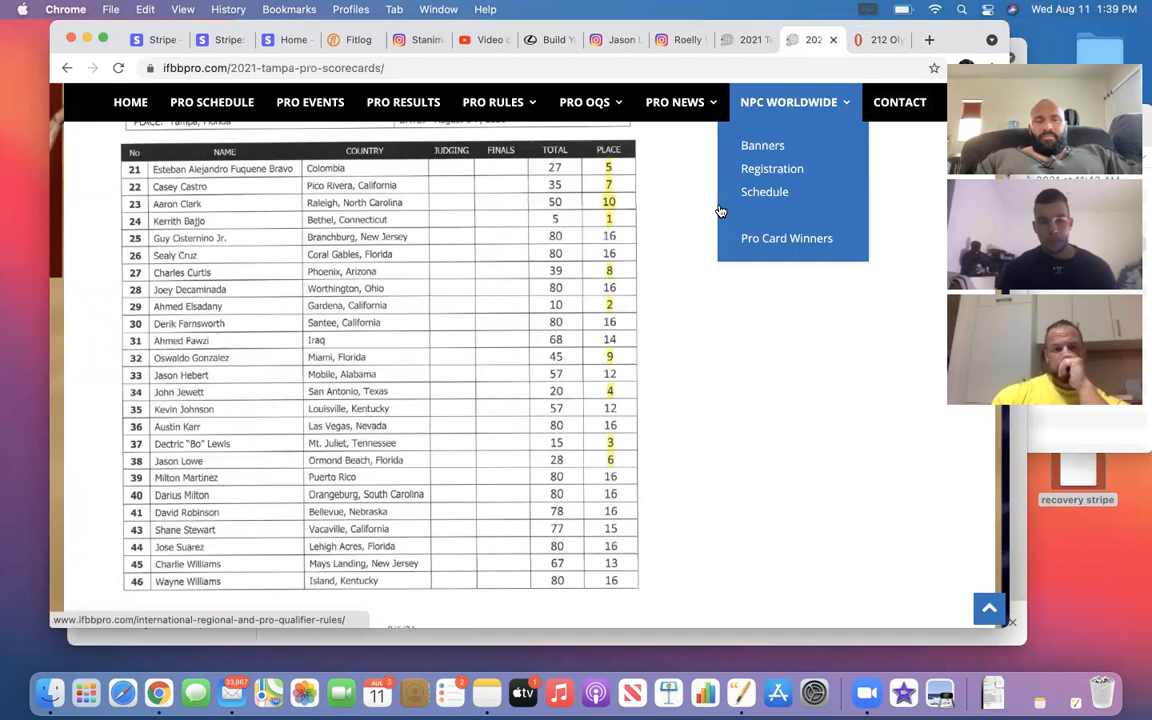 Chrome File Edit View History Bookmarks Profiles Tab Window Help Wed Aug 11 1:39 PM
Stripe Stripe: Home - Fitlog Stanim Video Build Y Jason L Roelly 2021 T 202 212 Oly
ifbbpro.com/2021-tampa-pro-scorecards/
HOME PRO SCHEDULE PRO EVENTS PRO RESULTS PRO RULES PRO OQS PRO NEWS NPC WORLDWIDE CONTACT
Banners
Registration
Schedule
Pro Card Winners
No NAME COUNTRY JUDGING FINALS TOTAL PLACE
21 Esteban Alejandro Fuquene Bravo Colombia 27 5
22 Casey Castro Pico Rivera, California 35 7
23 Aaron Clark Raleigh, North Carolina 50 10
24 Kerrith Bajjo Bethel, Connecticut 5 1
25 Guy Cisternino Jr. Branchburg, New Jersey 80 16
26 Sealy Cruz Coral Gables, Florida 80 16
27 Charles Curtis Phoenix, Arizona 39 8
28 Joey Decaminada Worthington, Ohio 80 16
29 Ahmed Elsadany Gardena, California 10 2
30 Derik Farnsworth Santee, California 80 16
31 Ahmed Fawzi Iraq 68 14
32 Oswaldo Gonzalez Miami, Florida 45 9
33 Jason Hebert Mobile, Alabama 57 12
34 John Jewett San Antonio, Texas 20 4
35 Kevin Johnson Louisville, Kentucky 57 12
36 Austin Karr Las Vegas, Nevada 80 16
37 Dectric "Bo" Lewis Mt. Juliet, Tennessee 15 3
38 Jason Lowe Ormond Beach, Florida 28 6
39 Milton Martinez Puerto Rico 80 16
40 Darius Milton Orangeburg, South Carolina 80 16
41 David Robinson Bellevue, Nebraska 78 16
43 Shane Stewart Vacaville, California 77 15
44 Jose Suarez Lehigh Acres, Florida 80 16
45 Charlie Williams Mays Landing, New Jersey 67 13
46 Wayne Williams Island, Kentucky 80 16
recovery stripe
www.ifbbpro.com/international-regional-and-pro-qualifier-rules/
33,867 AUG 11 3 2 1 tv